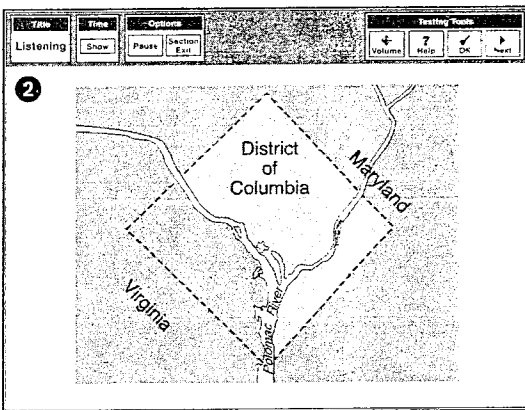 Title Time Options Testing Tools
Listening Show Pause Section Exit Volume ? Help OK Next
2
District
of
Columbia
Maryland
Virginia
Potomac River